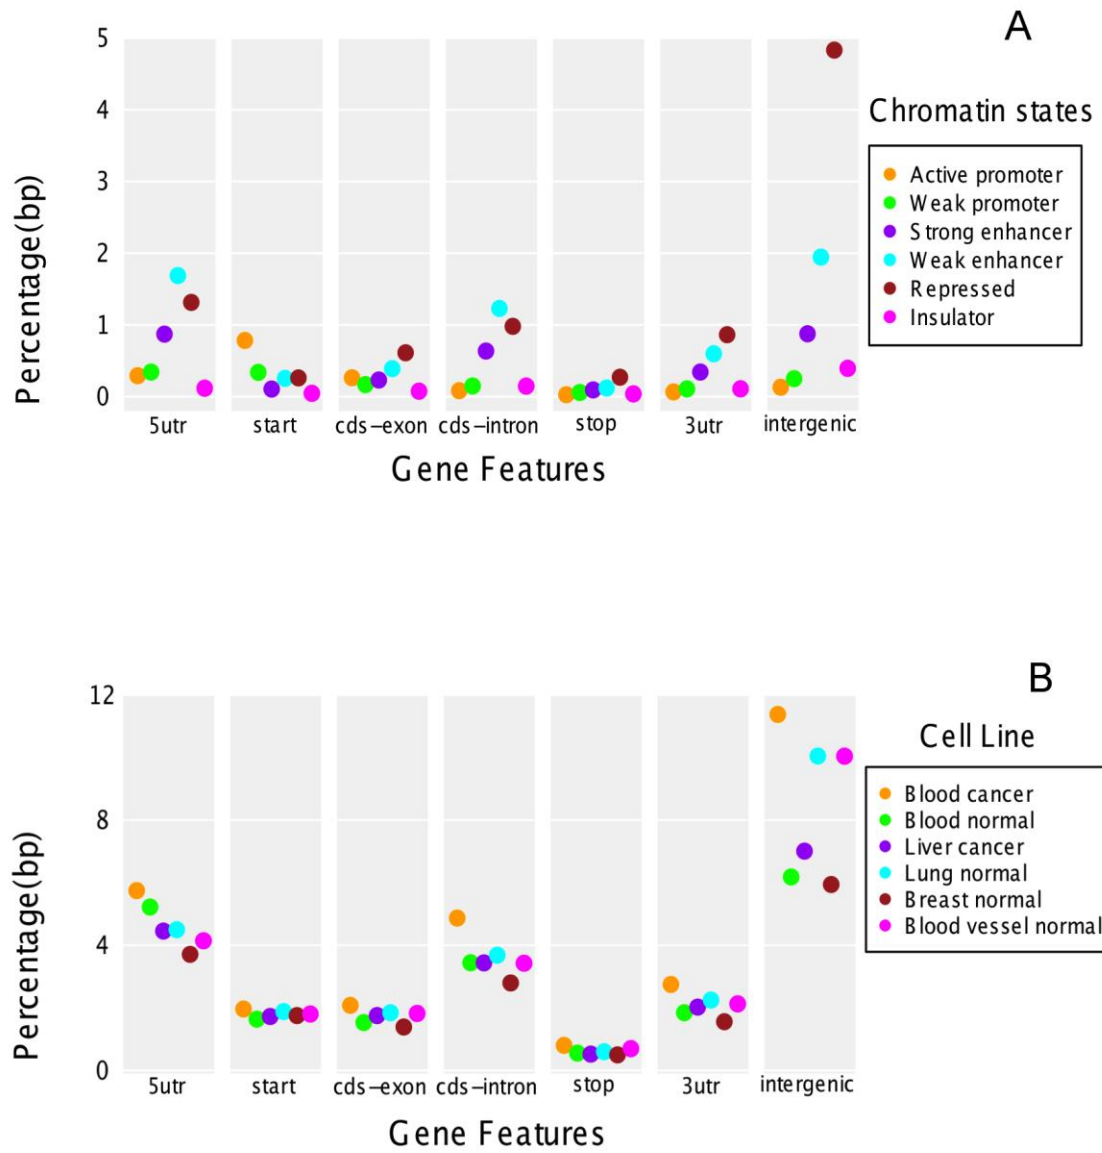 A
5
4
3
2
1
0
Percentage(bp)
5utr
start
cds-exon
cds-intron
stop
3utr
intergenic
Gene Features
Chromatin states
Active promoter
Weak promoter
Strong enhancer
Weak enhancer
Repressed
Insulator
B
12
8
4
0
Percentage(bp)
5utr
start
cds-exon
cds-intron
stop
3utr
intergenic
Gene Features
Cell Line
Blood cancer
Blood normal
Liver cancer
Lung normal
Breast normal
Blood vessel normal